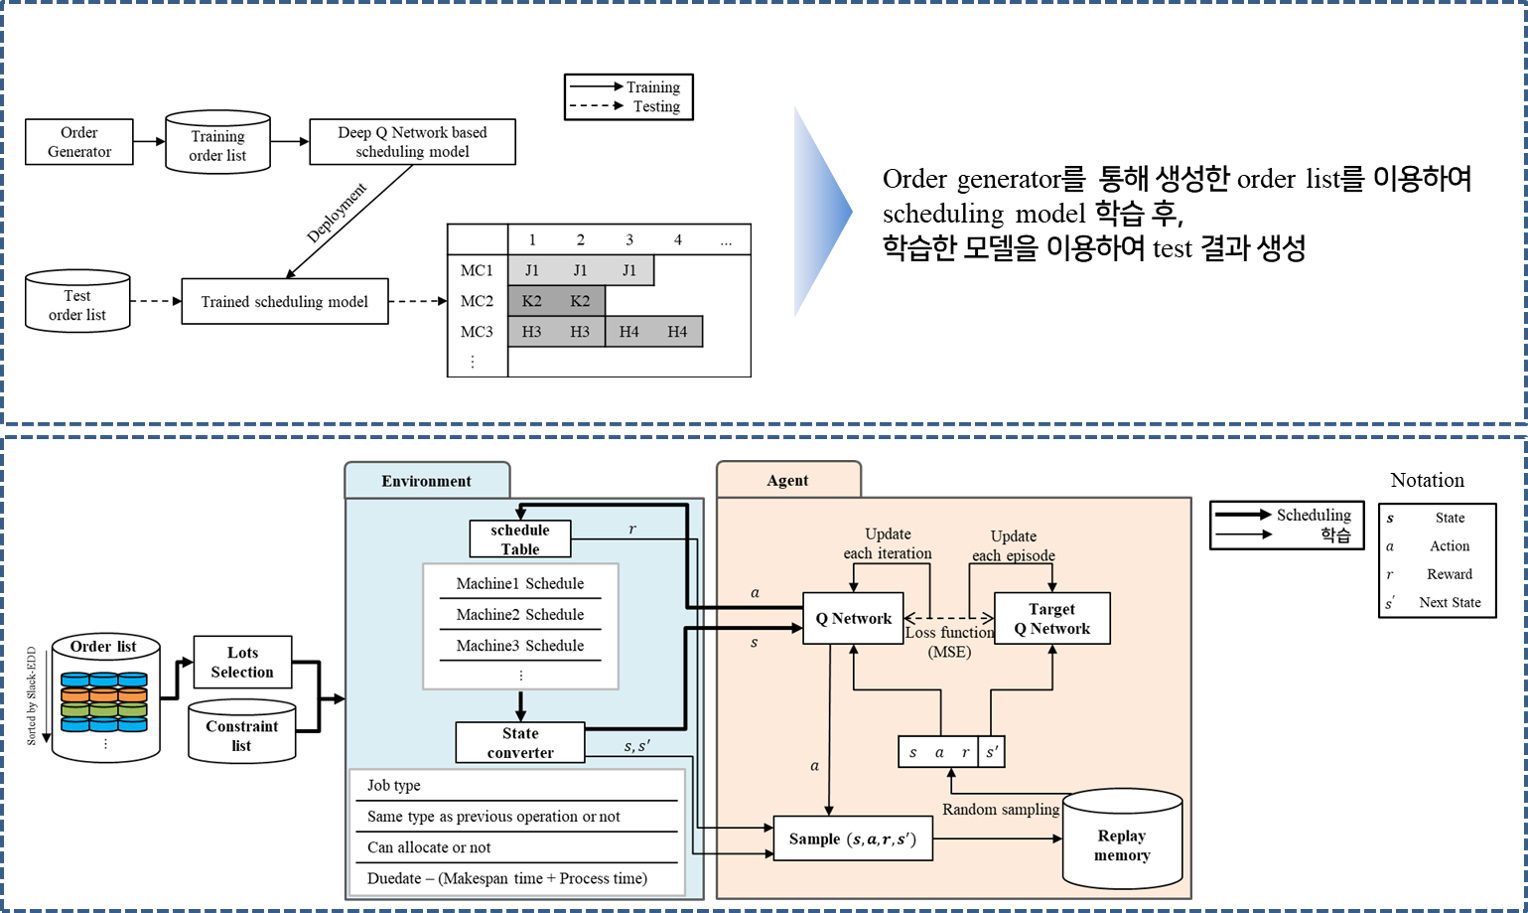 Training
Testing
Order
Generator
Training
order list
Deep Q Network based
scheduling model
Deployment
Test
order list
Trained scheduling model
1 2 3 4 ...
MC1 J1 J1 J1
MC2 K2 K2
MC3 H3 H3 H4 H4
⋮
Order generator를 통해 생성한 order list를 이용하여
scheduling model 학습 후,
학습한 모델을 이용하여 test 결과 생성
Sorted by Slack-EDD
Order list
⋮
Lots
Selection
Constraint
list
Environment
schedule
Table
Machine1 Schedule
Machine2 Schedule
Machine3 Schedule
⋮
State
converter
Job type
Same type as previous operation or not
Can allocate or not
Duedate – (Makespan time + Process time)
r
a
s
s, s′
Agent
Update
each iteration
Update
each episode
Q Network
Loss function
(MSE)
Target
Q Network
a
s a r s′
Random sampling
Sample (s, a, r, s′)
Replay
memory
Scheduling
학습
Notation
s State
a Action
r Reward
s′ Next State